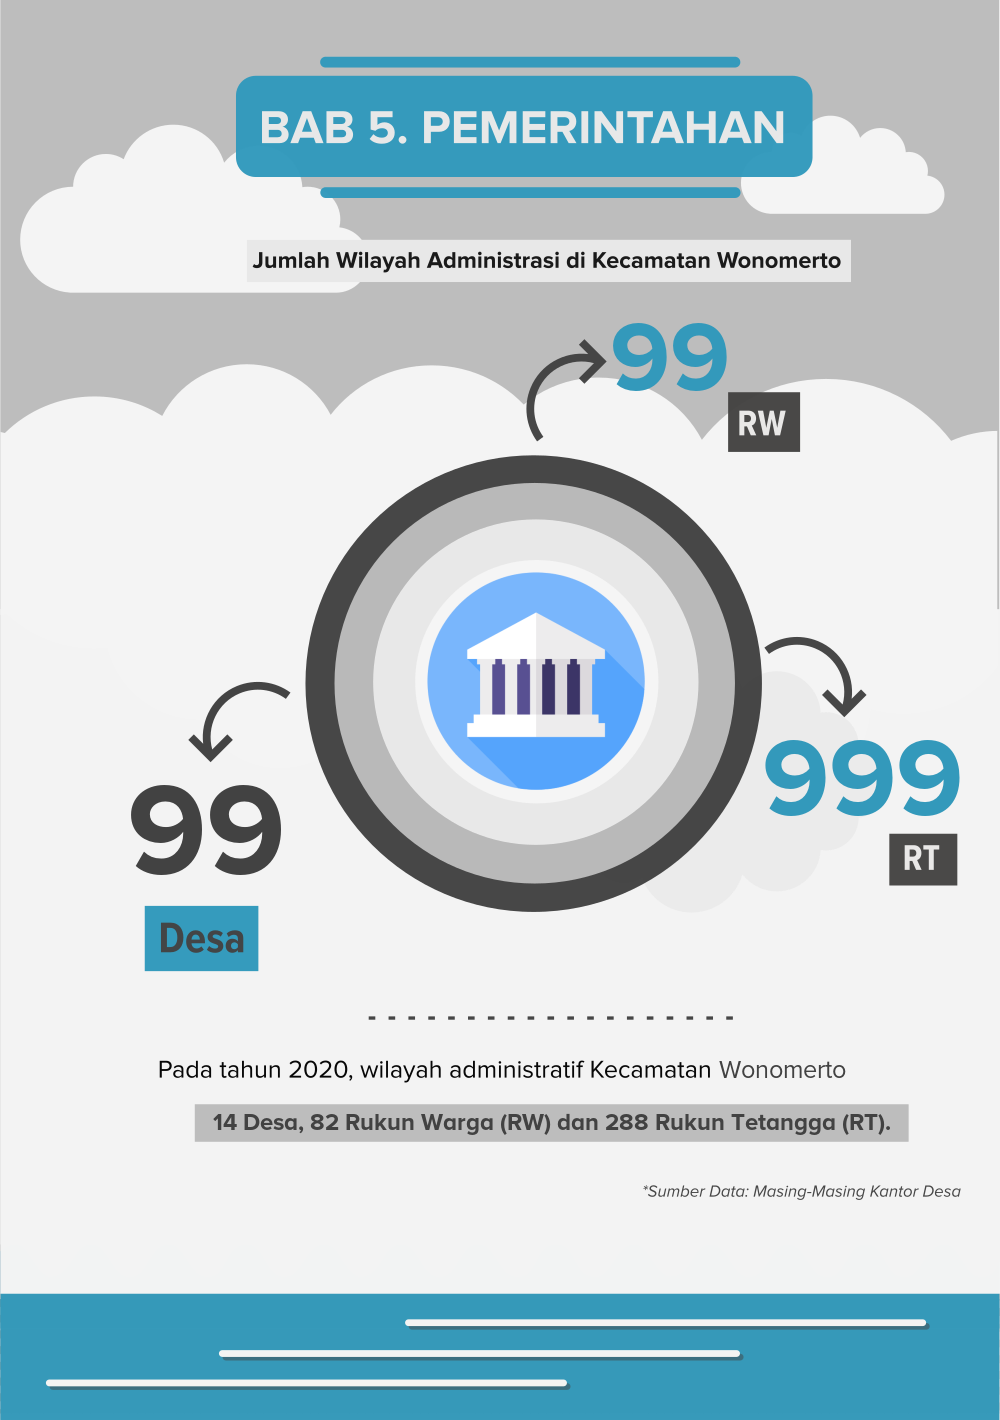 BAB 5. PEMERINTAHAN
Jumlah Wilayah Administrasi di Kecamatan Wonomerto
99
RW
999
RT
99
Desa
Pada tahun 2020, wilayah administratif Kecamatan Wonomerto
14 Desa, 82 Rukun Warga (RW) dan 288 Rukun Tetangga (RT).
*Sumber Data: Masing-Masing Kantor Desa